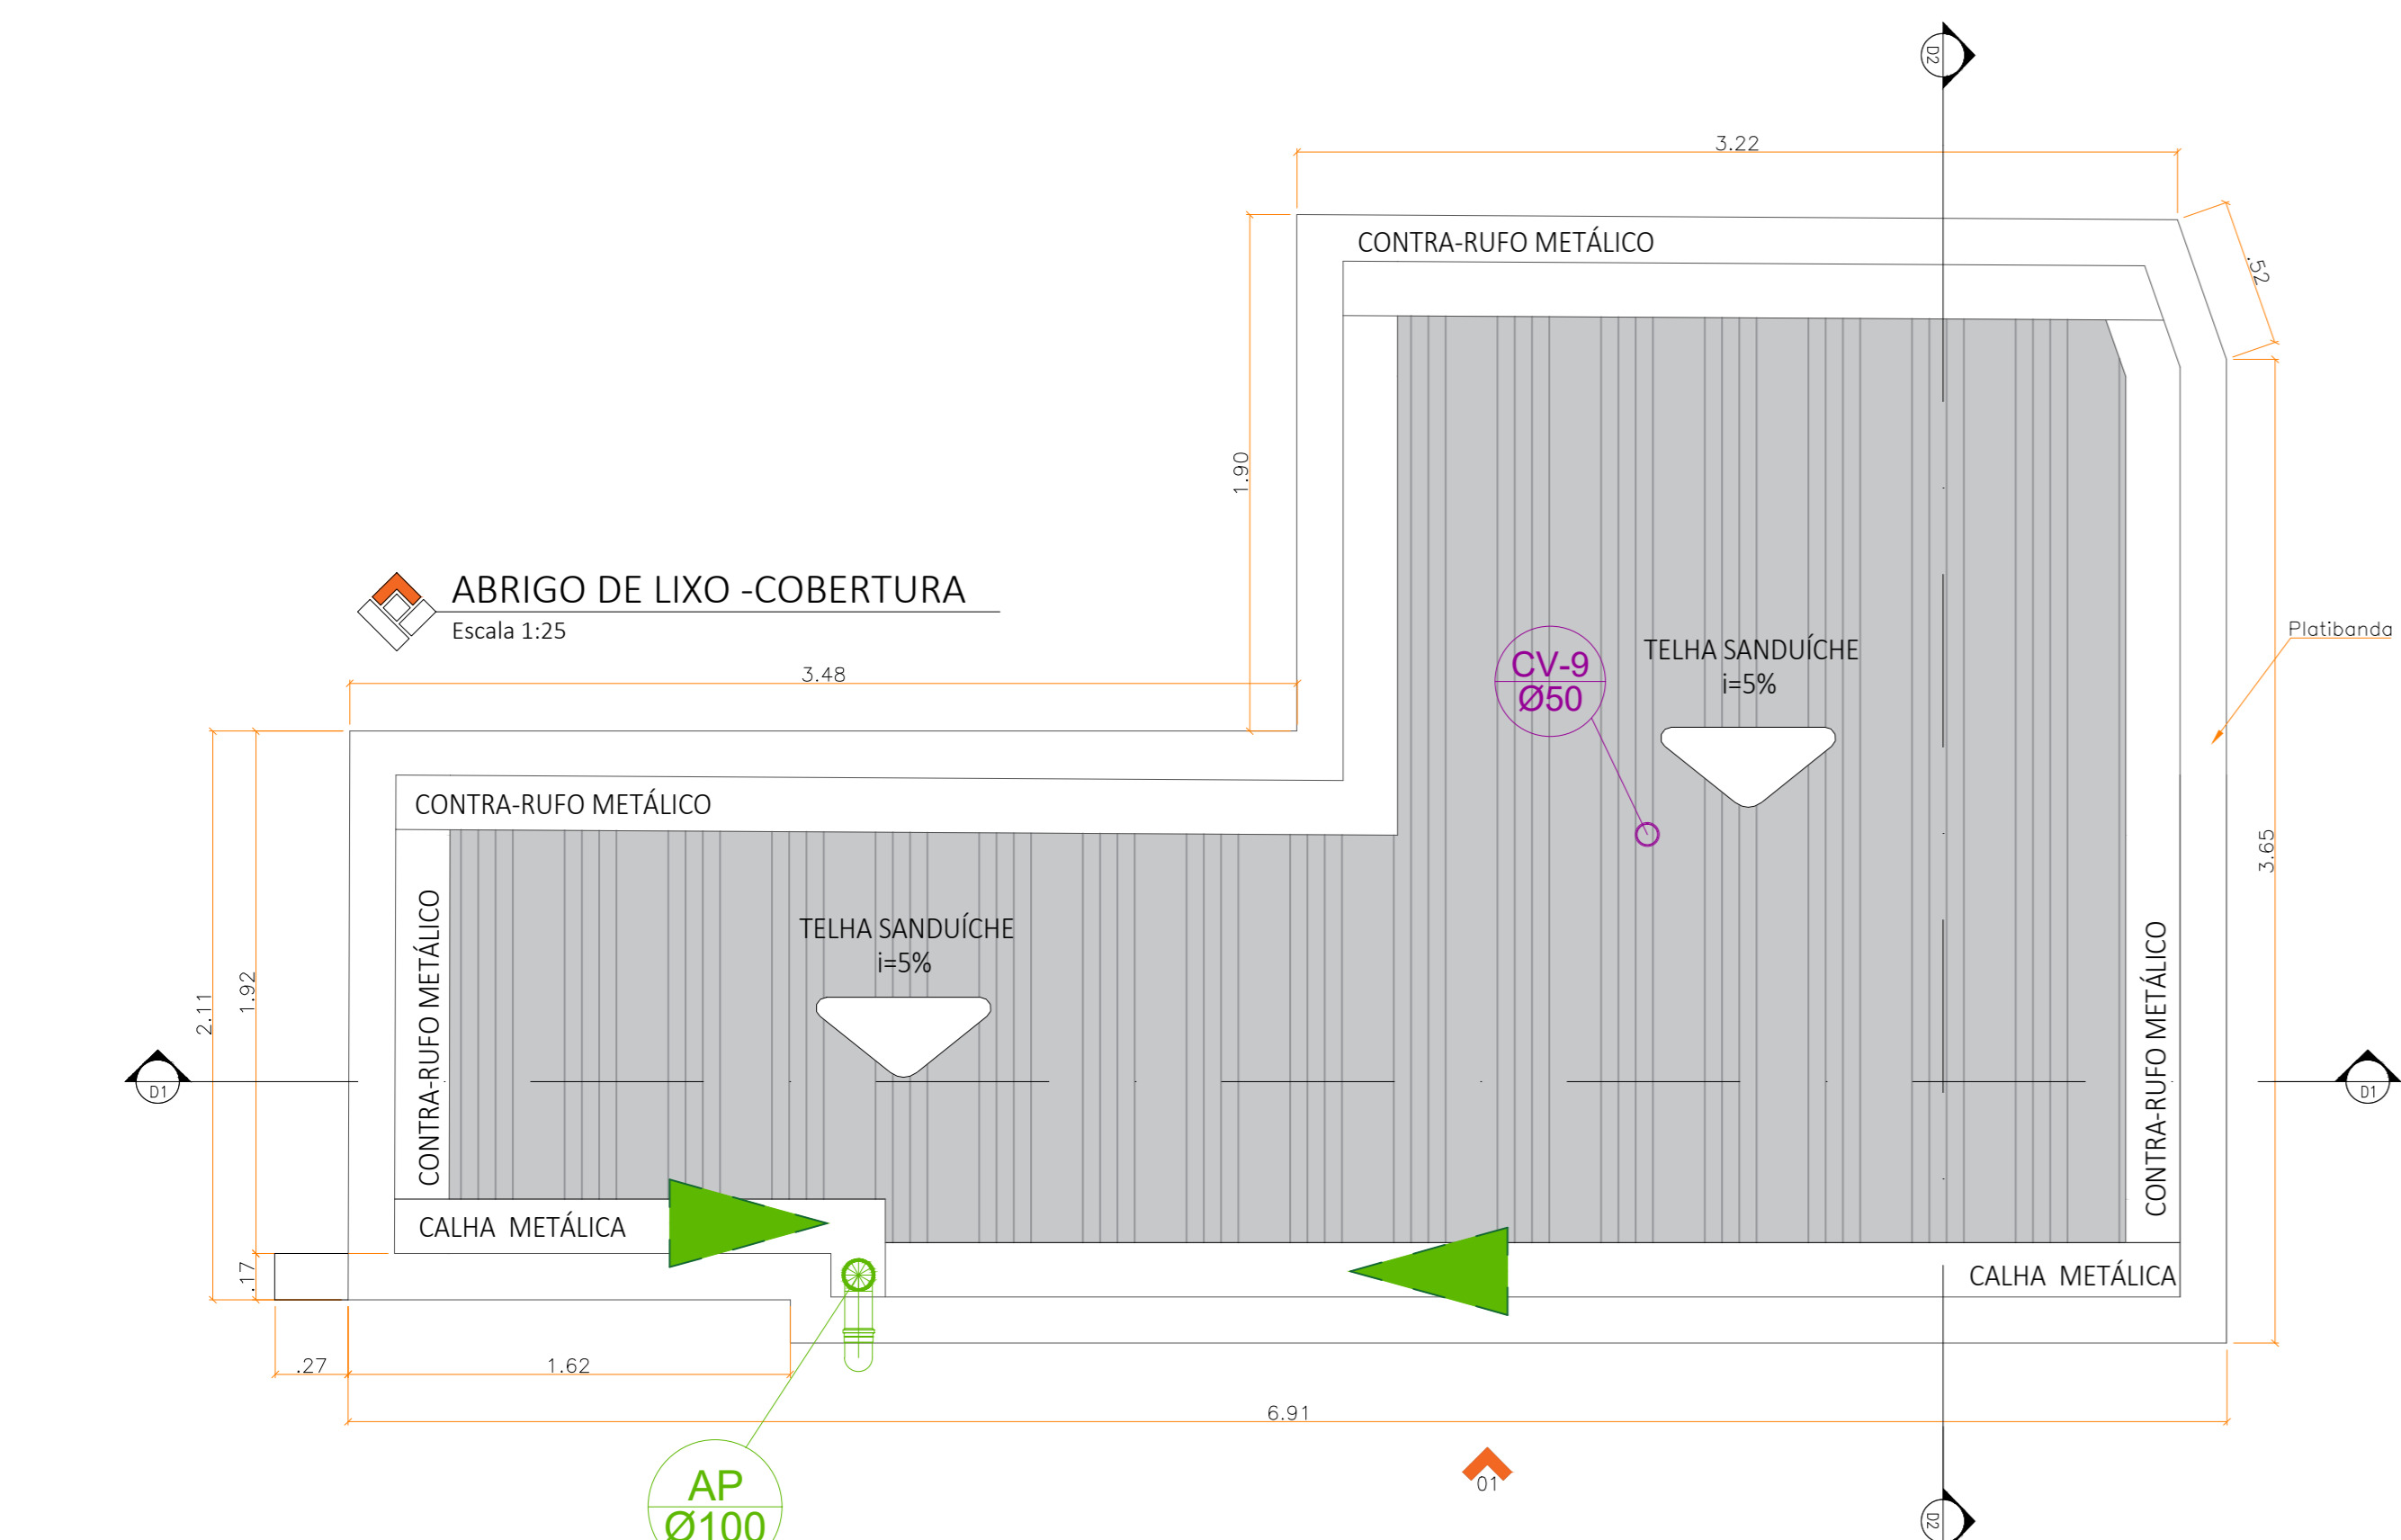 D2
3.22
CONTRA-RUFO METÁLICO
.52
1.90
ABRIGO DE LIXO -COBERTURA
Escala 1:25
Platibanda
3.48
CV-9
Ø50
TELHA SANDUÍCHE
i=5%
CONTRA-RUFO METÁLICO
3.65
CONTRA-RUFO METÁLICO
TELHA SANDUÍCHE
i=5%
CONTRA-RUFO METÁLICO
2.11
1.92
D1
D1
CALHA  METÁLICA
.17
CALHA  METÁLICA
.27
1.62
6.91
AP
Ø100
01
D2